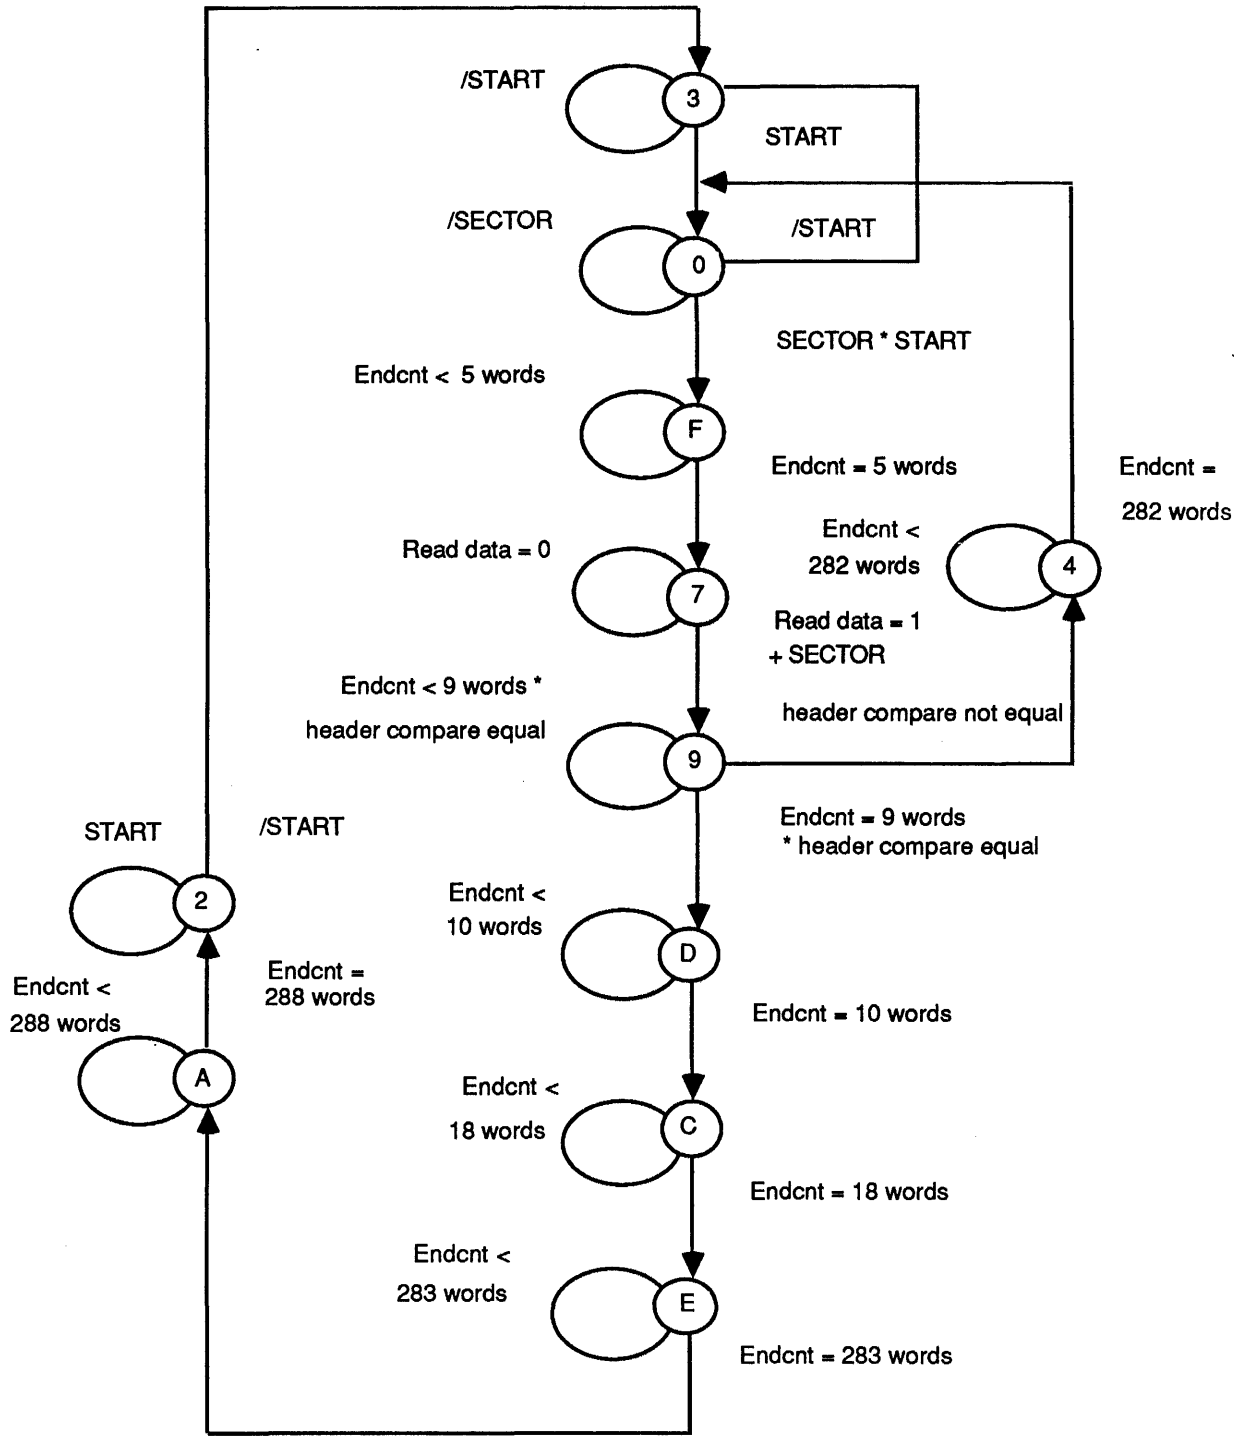 /START
3
START
/SECTOR
/START
0
SECTOR * START
Endcnt < 5 words
F
Endcnt = 5 words
Endcnt =
282 words
Endcnt <
282 words
4
Read data = 0
7
Read data = 1
+ SECTOR
Endcnt < 9 words *
header compare equal
header compare not equal
9
Endcnt = 9 words
* header compare equal
START
/START
2
Endcnt <
10 words
D
Endcnt =
288 words
Endcnt <
288 words
Endcnt = 10 words
A
Endcnt <
18 words
C
Endcnt = 18 words
Endcnt <
283 words
E
Endcnt = 283 words